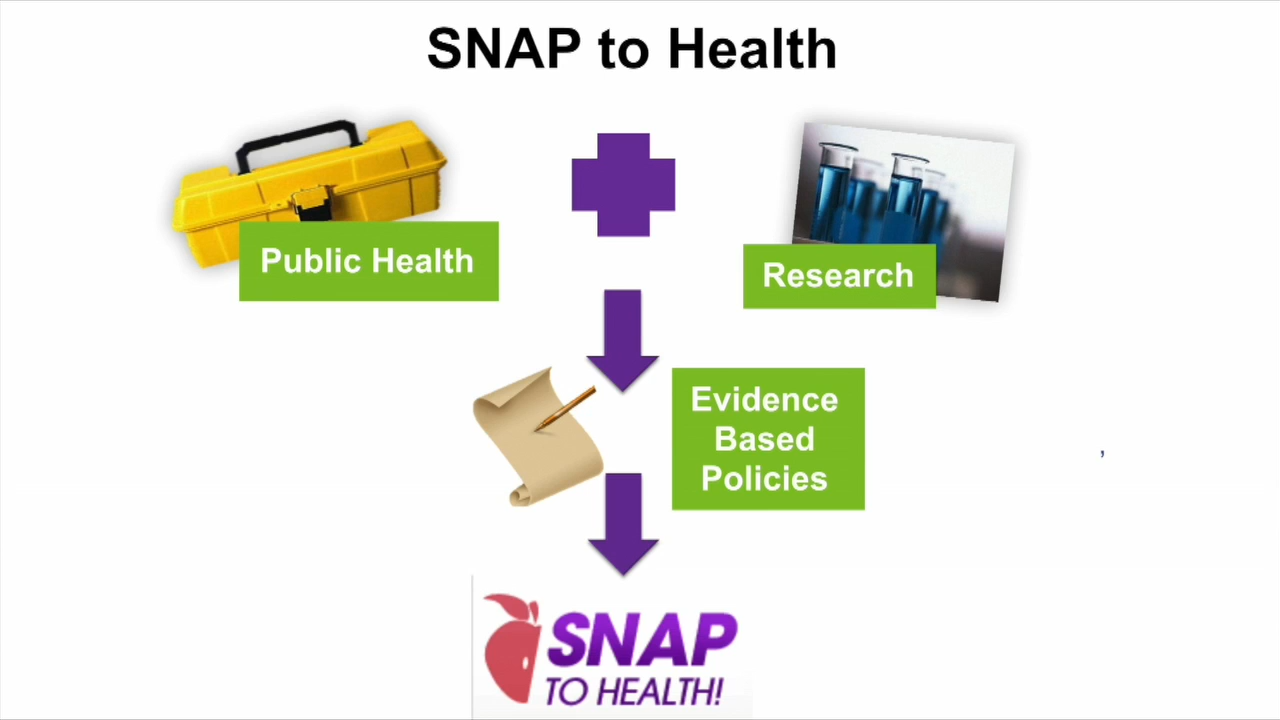 SNAP to Health
Public Health
Research
Evidence
Based
Policies
,
SNAP
TO HEALTH!